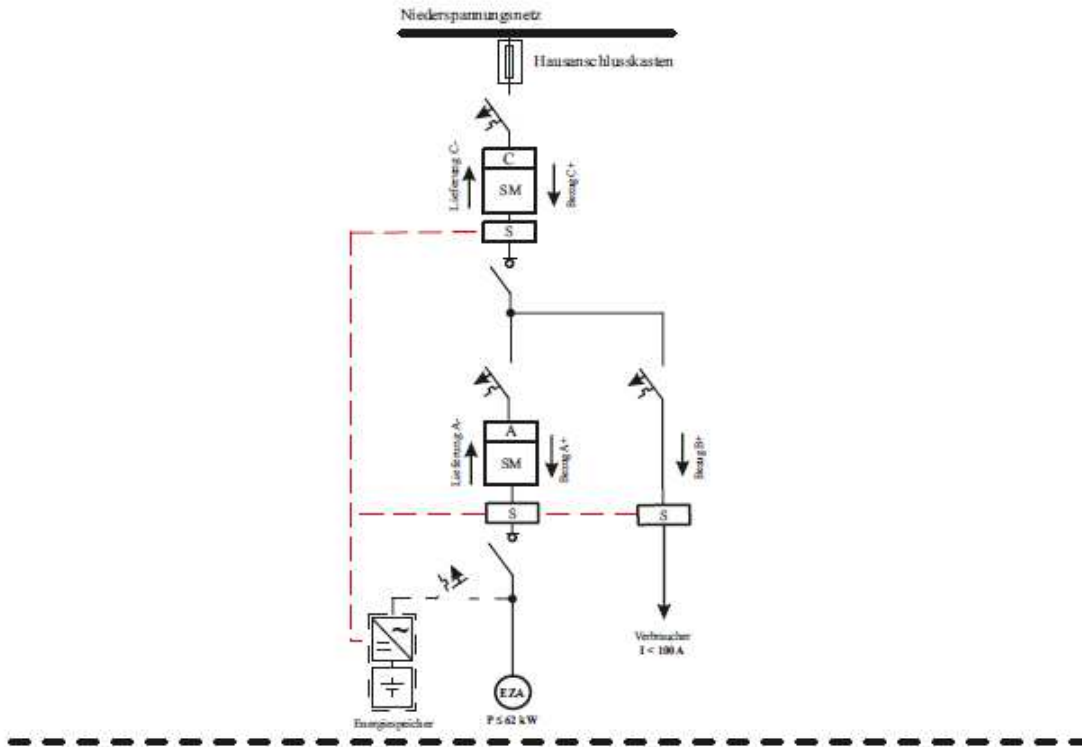 Niederspannungsnetz
Hausanschlusskasten
C
SM
Lieferung C-
Bezug C+
S
A
SM
Lieferung A-
Bezug A+
Bezug B+
S
S
Verbraucher
I < 100 A
EZA
P ≤ 62 kW
Energiespeicher